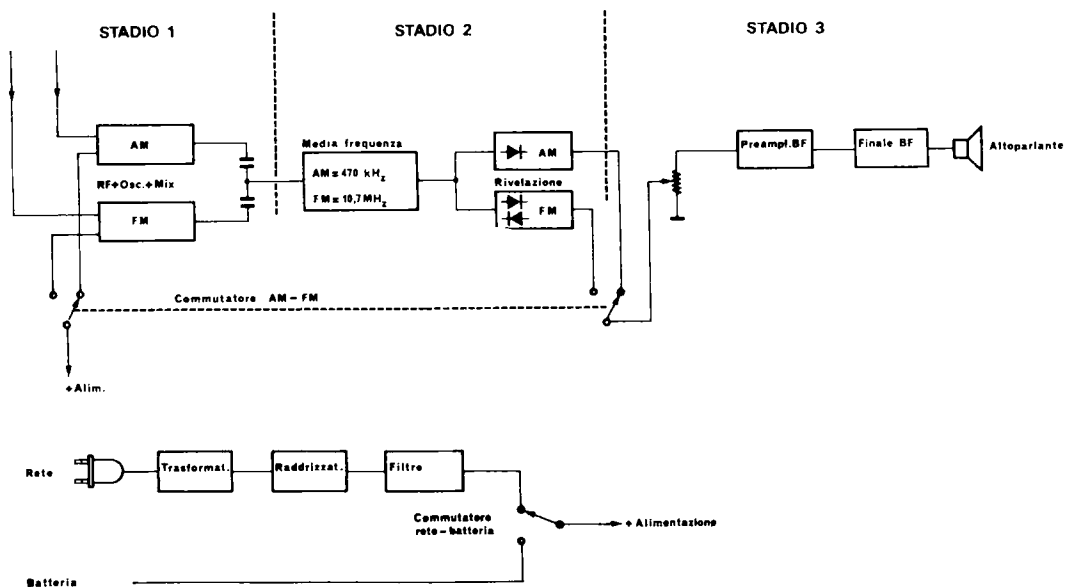 STADIO 1
STADIO 2
STADIO 3
AM
RF+Osc.+Mix
FM
Media frequenza
AM = 470 kHz
FM = 10,7 MHz
AM
Rivelazione
FM
Preampl. BF
Finale BF
Altoparlante
Commutatore AM - FM
+ Alim.
Rete
Trasformat.
Raddrizzat.
Filtro
Commutatore
rete - batteria
+ Alimentazione
Batteria